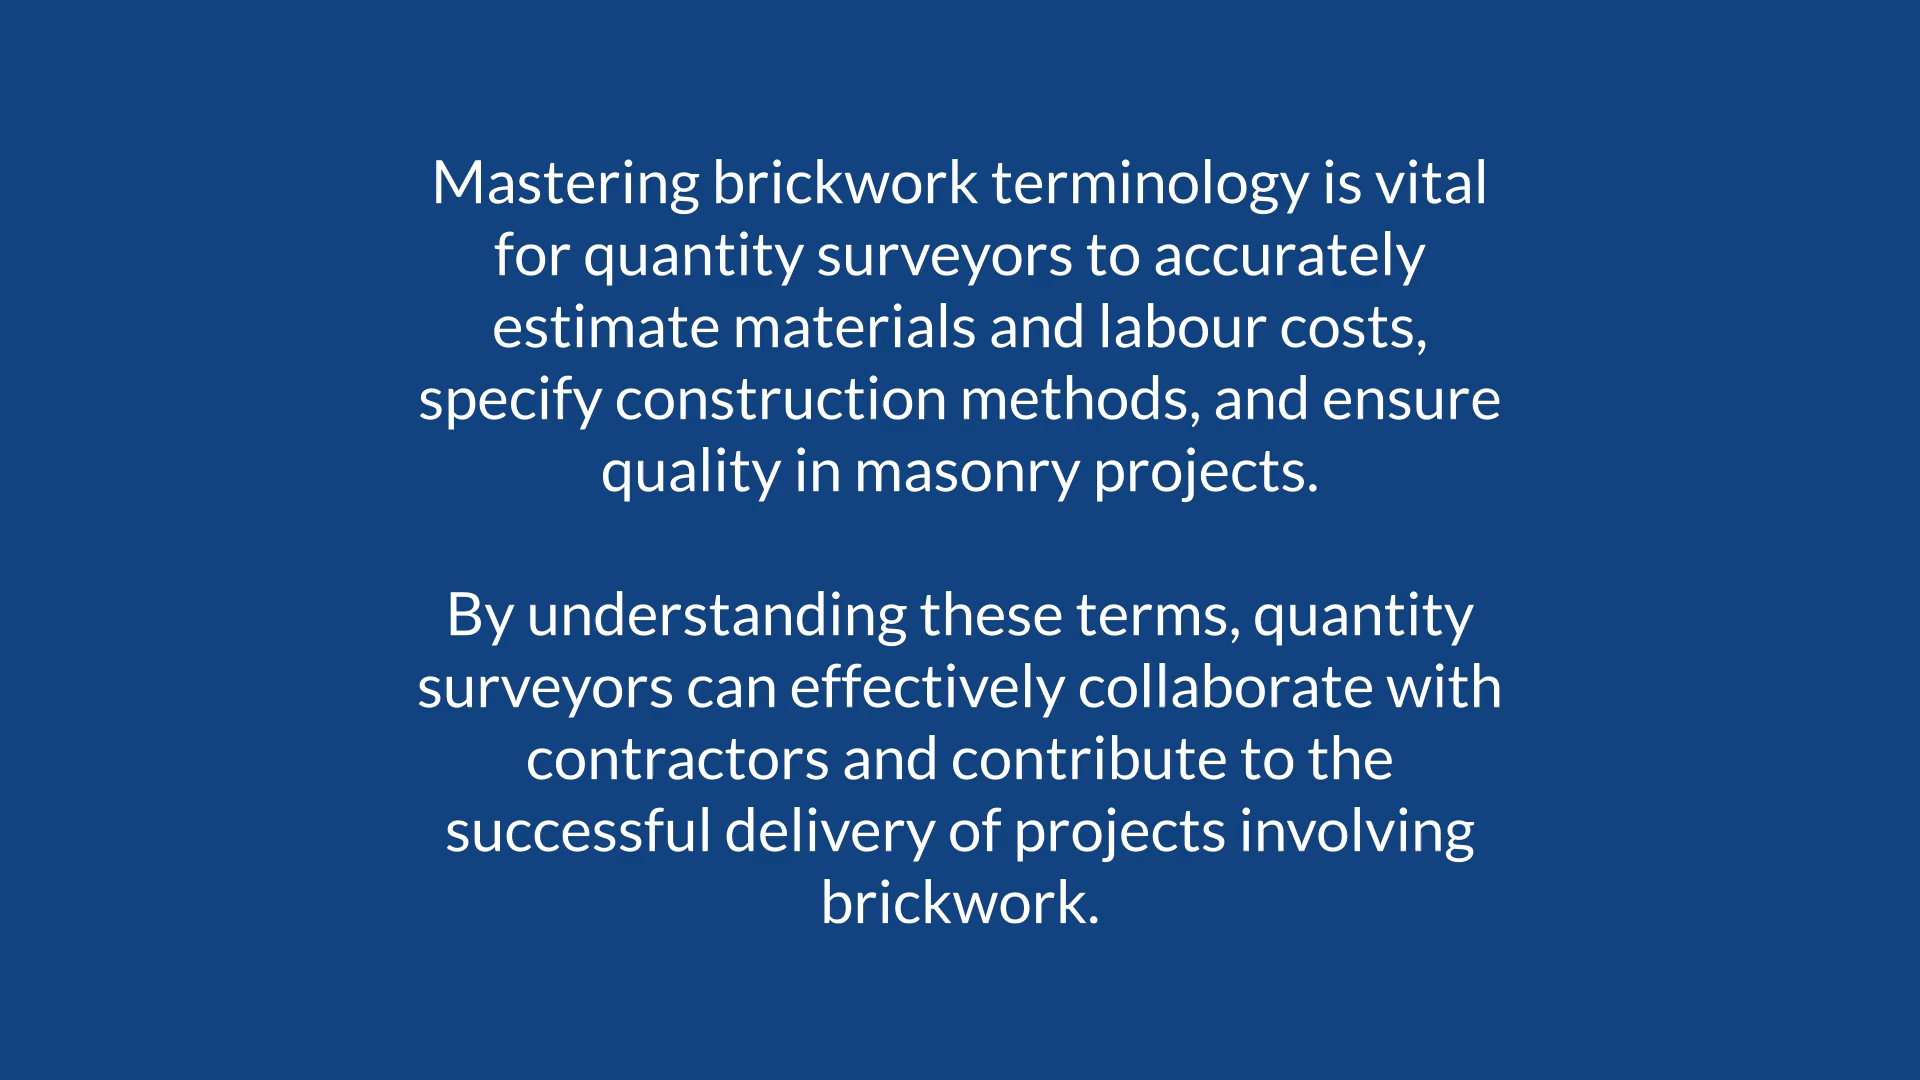 Mastering brickwork terminology is vital
for quantity surveyors to accurately
estimate materials and labour costs,
specify construction methods, and ensure
quality in masonry projects.
By understanding these terms, quantity
surveyors can effectively collaborate with
contractors and contribute to the
successful delivery of projects involving
brickwork.